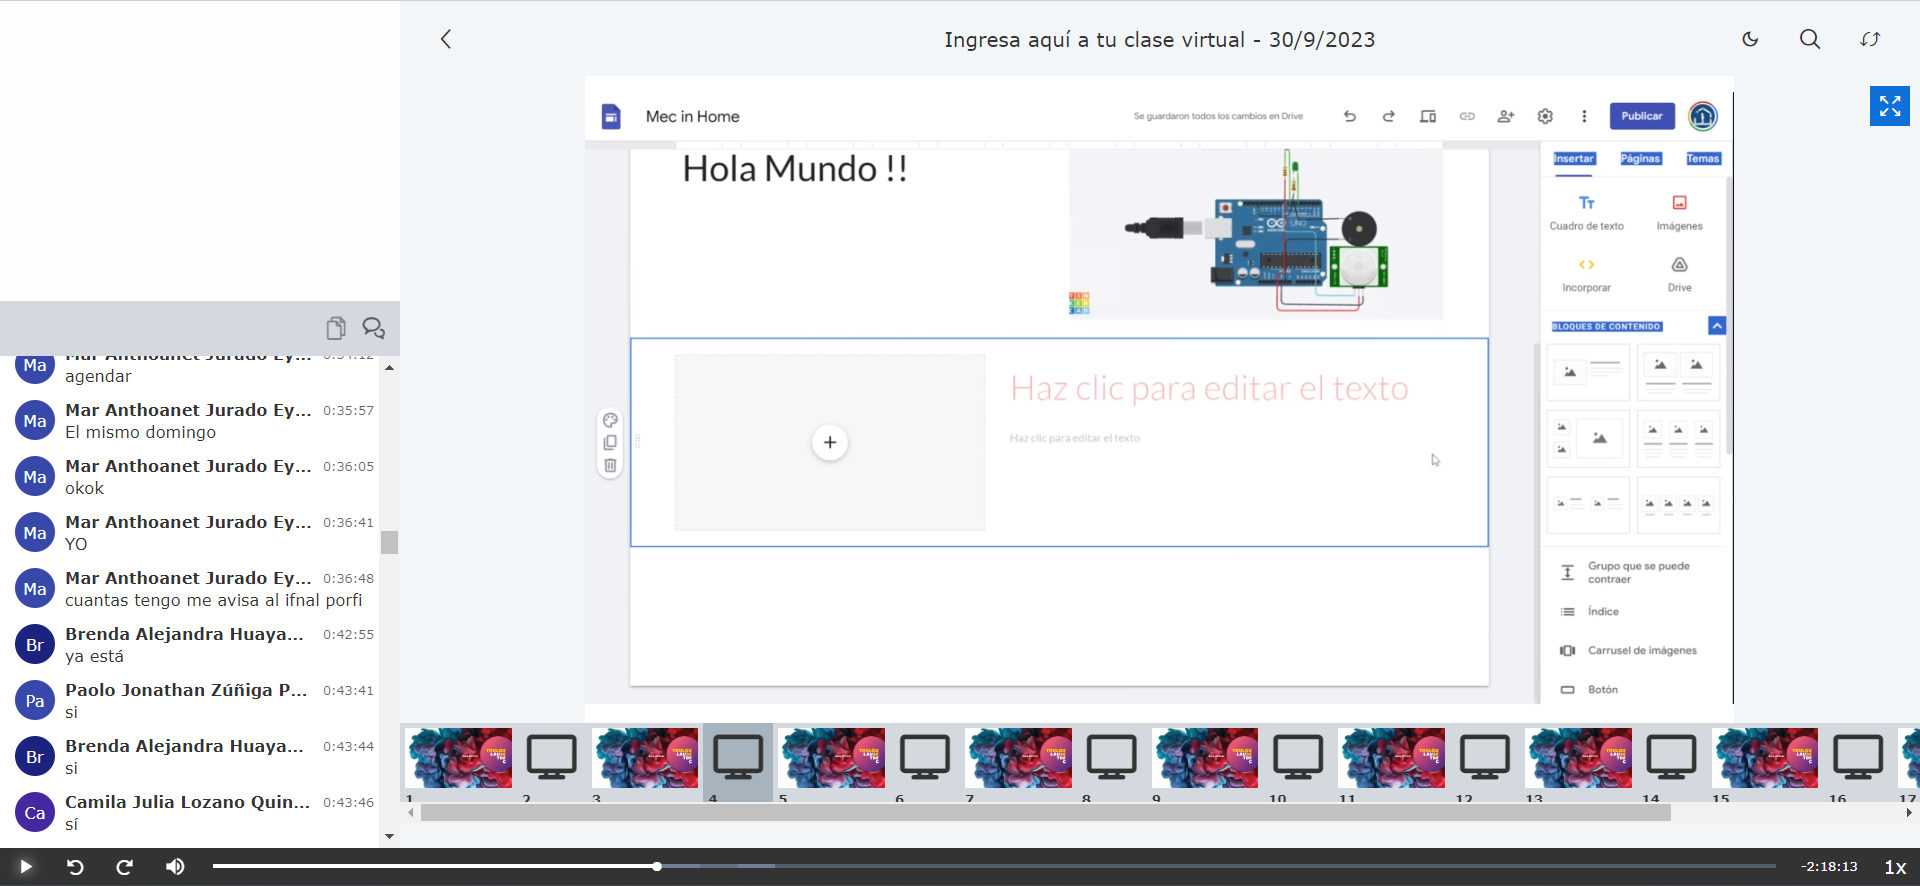 Ingresa aquí a tu clase virtual - 30/9/2023
Mec in Home
Se guardaron todos los cambios en Drive
Publicar
Hola Mundo !!
UNO
Haz clic para editar el texto
Haz clic para editar el texto
Insertar
Páginas
Temas
Cuadro de texto
Imágenes
Incorporar
Drive
BLOQUES DE CONTENIDO
Grupo que se puede
contraer
Índice
Carrusel de imágenes
Botón
Ma
Mar Anthoanet Jurado Ey... 0:34:12
agendar
Ma
Mar Anthoanet Jurado Ey... 0:35:57
El mismo domingo
Ma
Mar Anthoanet Jurado Ey... 0:36:05
okok
Ma
Mar Anthoanet Jurado Ey... 0:36:41
YO
Ma
Mar Anthoanet Jurado Ey... 0:36:48
cuantas tengo me avisa al ifnal porfi
Br
Brenda Alejandra Huaya... 0:42:55
ya está
Pa
Paolo Jonathan Zúñiga P... 0:43:41
si
Br
Brenda Alejandra Huaya... 0:43:44
si
Ca
Camila Julia Lozano Quin... 0:43:46
sí
1 2 3 4 5 6 7 8 9 10 11 12 13 14 15 16 17
-2:18:13
1x